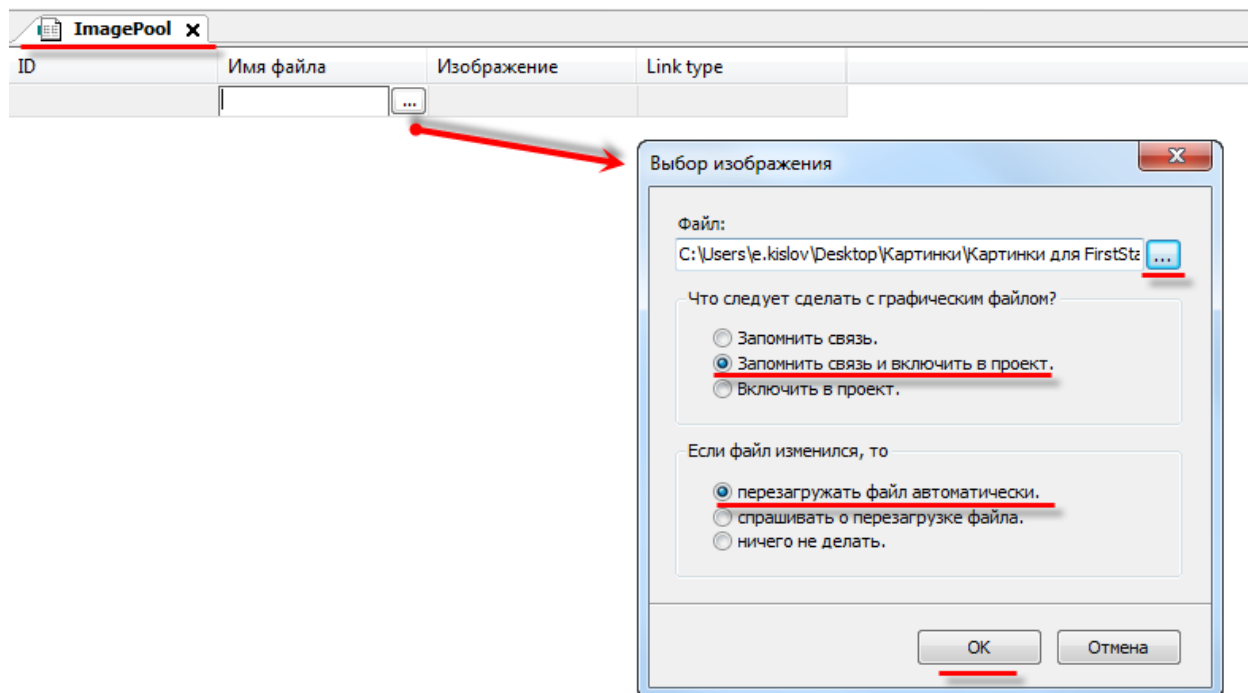 ImagePool x
ID Имя файла Изображение Link type
...
Выбор изображения
Файл:
C:\Users\e.kislov\Desktop\Картинки\Картинки для FirstSta ...
Что следует сделать с графическим файлом?
Запомнить связь.
Запомнить связь и включить в проект.
Включить в проект.
Если файл изменился, то
перезагружать файл автоматически.
спрашивать о перезагрузке файла.
ничего не делать.
OK Отмена